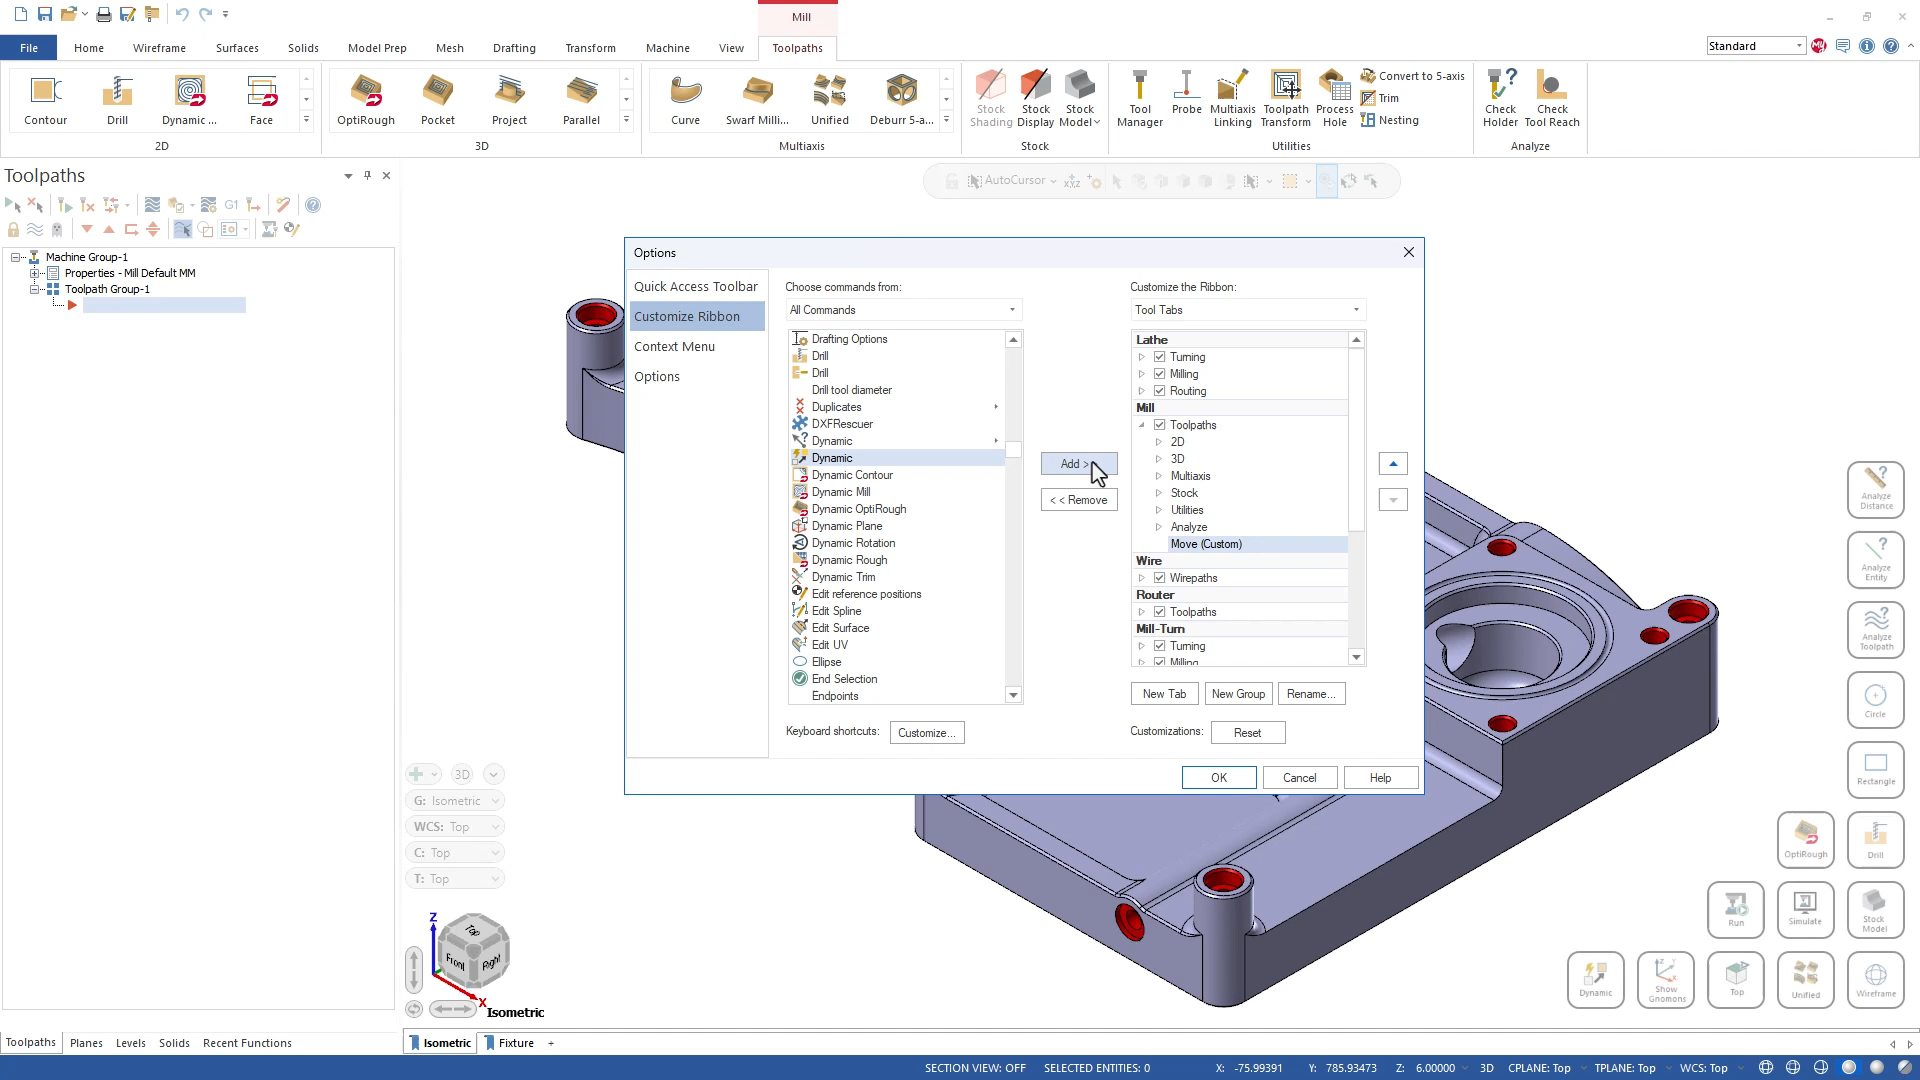 Mill
File
Home
Wireframe
Surfaces
Solids
Model Prep
Mesh
Drafting
Transform
Machine
View
Toolpaths
Standard
Contour
Drill
Dynamic ...
Face
2D
OptiRough
Pocket
Project
Parallel
3D
Curve
Swarf Milli...
Unified
Deburr 5-a...
Multiaxis
Stock Shading
Stock Display
Stock Model
Stock
Tool Manager
Probe
Multiaxis Linking
Toolpath Transform
Process Hole
Convert to 5-axis
Trim
Nesting
Utilities
Check Holder
Check Tool Reach
Analyze
Toolpaths
G1
Machine Group-1
Properties - Mill Default MM
Toolpath Group-1
AutoCursor
Options
Quick Access Toolbar
Customize Ribbon
Context Menu
Options
Choose commands from:
All Commands
Drafting Options
Drill
Drill
Drill tool diameter
Duplicates
DXFRescuer
Dynamic
Dynamic
Dynamic Contour
Dynamic Mill
Dynamic OptiRough
Dynamic Plane
Dynamic Rotation
Dynamic Rough
Dynamic Trim
Edit reference positions
Edit Spline
Edit Surface
Edit UV
Ellipse
End Selection
Endpoints
Keyboard shortcuts:
Customize...
Add >
<< Remove
Customize the Ribbon:
Tool Tabs
Lathe
Turning
Milling
Routing
Mill
Toolpaths
2D
3D
Multiaxis
Stock
Utilities
Analyze
Move (Custom)
Wire
Wirepaths
Router
Toolpaths
Mill-Turn
Turning
Milling
New Tab
New Group
Rename...
Customizations:
Reset
OK
Cancel
Help
3D
G: Isometric
WCS: Top
C: Top
T: Top
Z
Top
Front
Right
X
Isometric
Analyze Distance
Analyze Entity
Analyze Toolpath
Circle
Rectangle
OptiRough
Drill
Run
Simulate
Stock Model
Dynamic
Show Gnomons
Top
Unified
Wireframe
Toolpaths
Planes
Levels
Solids
Recent Functions
Isometric
Fixture
+
SECTION VIEW: OFF
SELECTED ENTITIES: 0
X: -75.99391
Y: 785.93473
Z: 6.00000
3D
CPLANE: Top
TPLANE: Top
WCS: Top